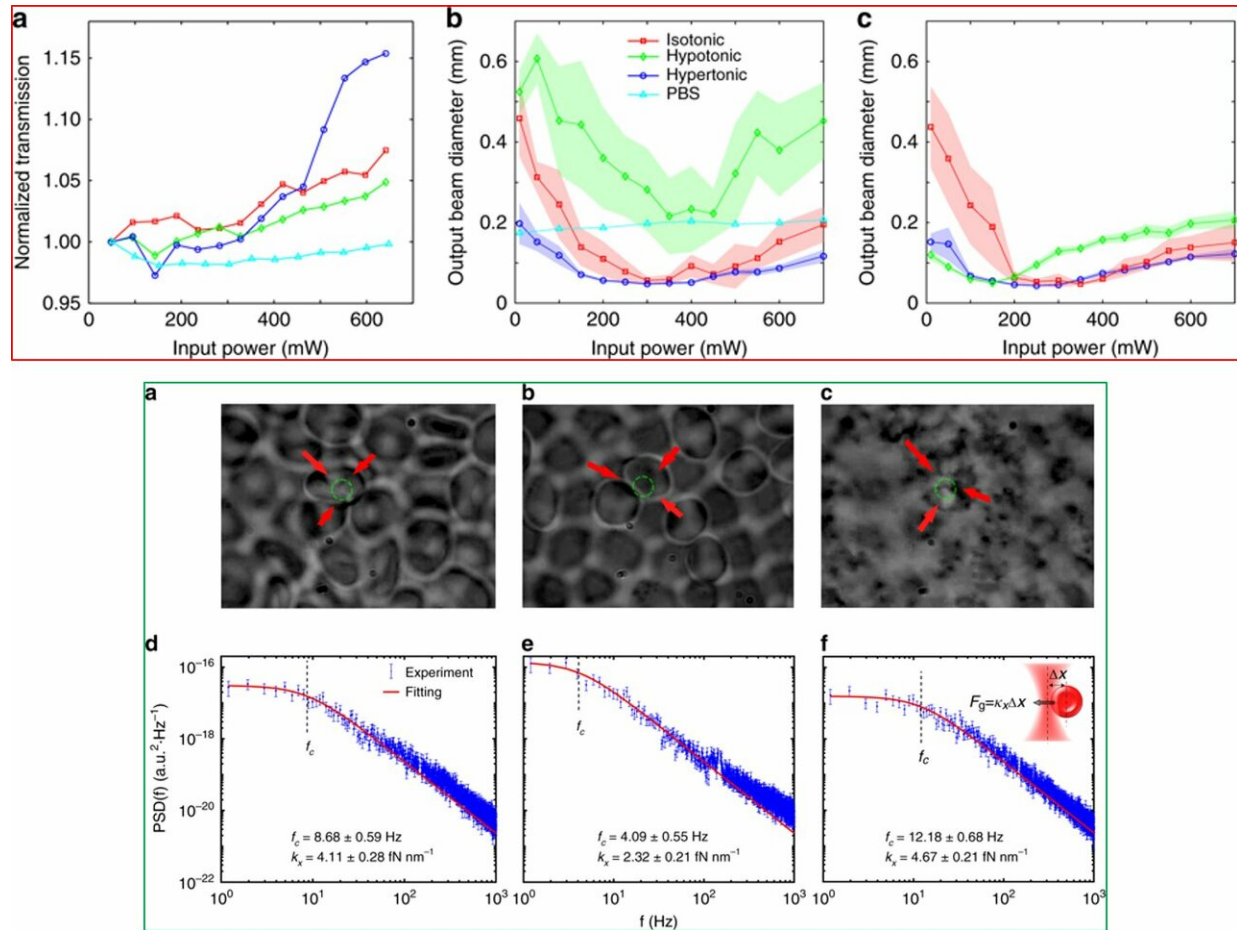 a
Normalized transmission
1.15
1.10
1.05
1.00
0.95
0 200 400 600
Input power (mW)
b
Output beam diameter (mm)
0.6
0.4
0.2
0
Isotonic
Hypotonic
Hypertonic
PBS
0 200 400 600
Input power (mW)
c
Output beam diameter (mm)
0.6
0.4
0.2
0
0 200 400 600
Input power (mW)
a
b
c
d
PSD(f) (a.u.²·Hz⁻¹)
10⁻¹⁶
10⁻¹⁸
10⁻²⁰
10⁻²²
Experiment
Fitting
f_c
f_c = 8.68 ± 0.59 Hz
k_x = 4.11 ± 0.28 fN nm⁻¹
10⁰ 10¹ 10² 10³
e
f_c
f_c = 4.09 ± 0.55 Hz
k_x = 2.32 ± 0.21 fN nm⁻¹
10⁰ 10¹ 10² 10³
f (Hz)
f
Δx
F_g=κ_xΔx
f_c
f_c = 12.18 ± 0.68 Hz
k_x = 4.67 ± 0.21 fN nm⁻¹
10⁰ 10¹ 10² 10³